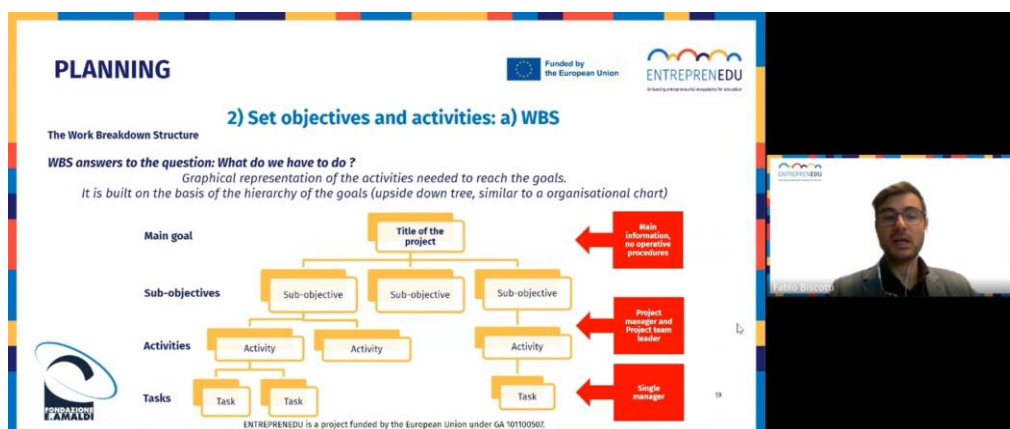 PLANNING
Funded by
the European Union
ENTREPRENEDU
2) Set objectives and activities: a) WBS
The Work Breakdown Structure
WBS answers to the question: What do we have to do ?
Graphical representation of the activities needed to reach the goals.
It is built on the basis of the hierarchy of the goals (upside down tree, similar to a organisational chart)
Main goal
Title of the
project
Main
information,
no operative
procedures
Sub-objectives
Sub-objective
Sub-objective
Sub-objective
Project
manager and
Project team
leader
Activities
Activity
Activity
Activity
Tasks
Task
Task
Task
Single
manager
19
FONDAZIONE
E.AMALDI
ENTREPRENEDU is a project funded by the European Union under GA 101100507.
ENTREPRENEDU
Fabio Biscotti